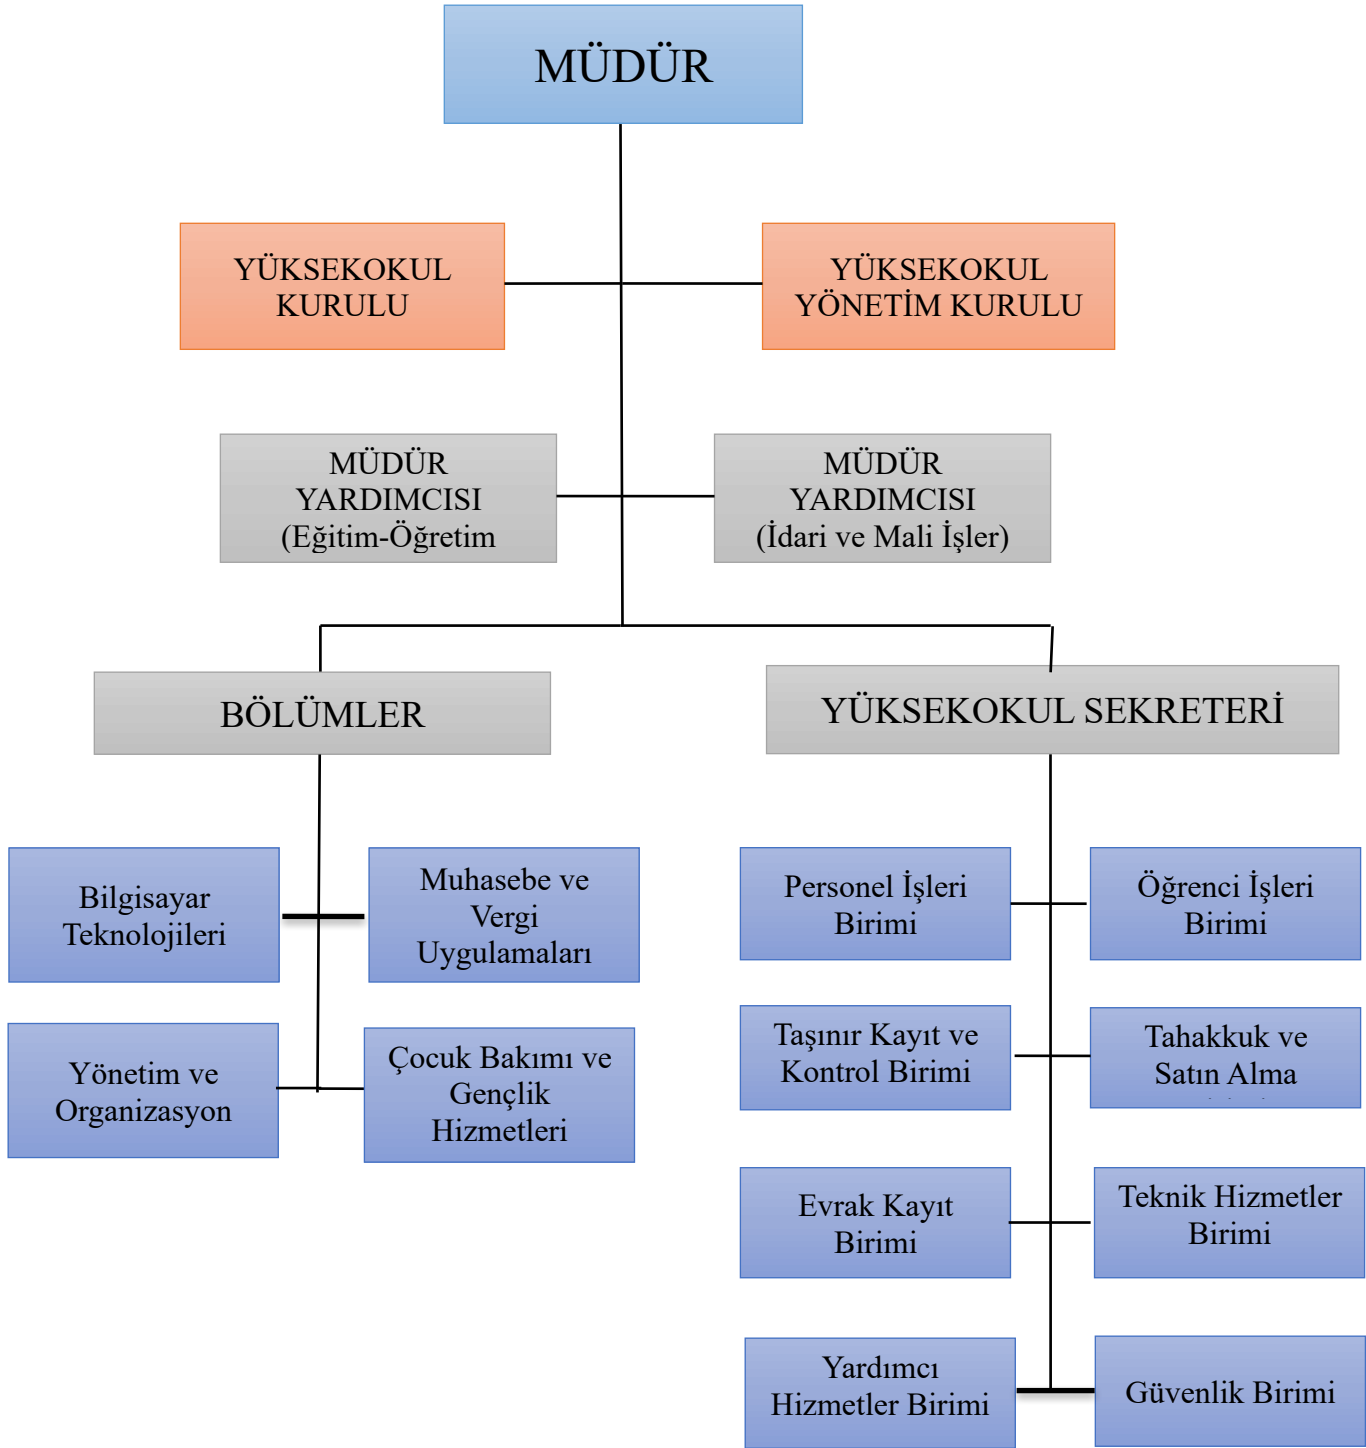 MÜDÜR
YÜKSEKOKUL
KURULU
YÜKSEKOKUL
YÖNETİM KURULU
MÜDÜR
YARDIMCISI
(Eğitim-Öğretim
MÜDÜR
YARDIMCISI
(İdari ve Mali İşler)
BÖLÜMLER
YÜKSEKOKUL SEKRETERİ
Bilgisayar
Teknolojileri
Muhasebe ve
Vergi
Uygulamaları
Personel İşleri
Birimi
Öğrenci İşleri
Birimi
Yönetim ve
Organizasyon
Çocuk Bakımı ve
Gençlik
Hizmetleri
Taşınır Kayıt ve
Kontrol Birimi
Tahakkuk ve
Satın Alma
Evrak Kayıt
Birimi
Teknik Hizmetler
Birimi
Yardımcı
Hizmetler Birimi
Güvenlik Birimi